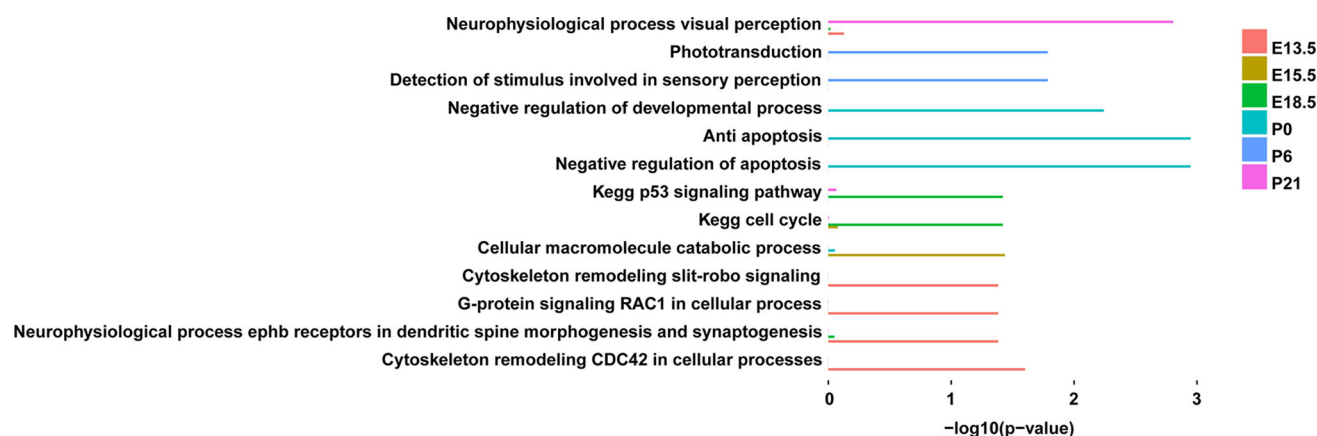 Neurophysiological process visual perception
Phototransduction
Detection of stimulus involved in sensory perception
Negative regulation of developmental process
Anti apoptosis
Negative regulation of apoptosis
Kegg p53 signaling pathway
Kegg cell cycle
Cellular macromolecule catabolic process
Cytoskeleton remodeling slit-robo signaling
G-protein signaling RAC1 in cellular process
Neurophysiological process ephb receptors in dendritic spine morphogenesis and synaptogenesis
Cytoskeleton remodeling CDC42 in cellular processes
0 1 2 3
−log10(p−value)
E13.5
E15.5
E18.5
P0
P6
P21